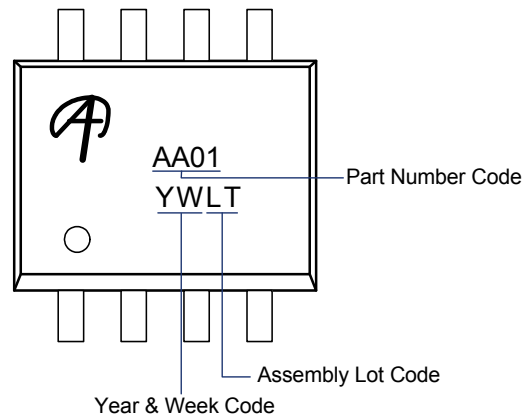 AA01
Part Number Code
YWLT
Assembly Lot Code
Year & Week Code